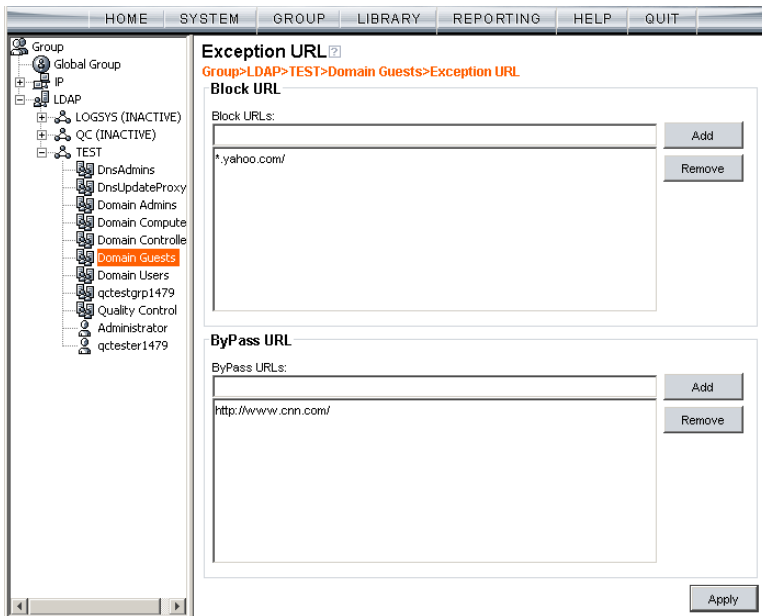 HOME SYSTEM GROUP LIBRARY REPORTING HELP QUIT
Group
Global Group
IP
LDAP
LOGSYS (INACTIVE)
QC (INACTIVE)
TEST
DnsAdmins
DnsUpdateProxy
Domain Admins
Domain Compute
Domain Controlle
Domain Guests
Domain Users
qctestgrp1479
Quality Control
Administrator
qctester1479
Exception URL ?
Group>LDAP>TEST>Domain Guests>Exception URL
Block URL
Block URLs:
Add
*.yahoo.com/
Remove
ByPass URL
ByPass URLs:
Add
http://www.cnn.com/
Remove
Apply